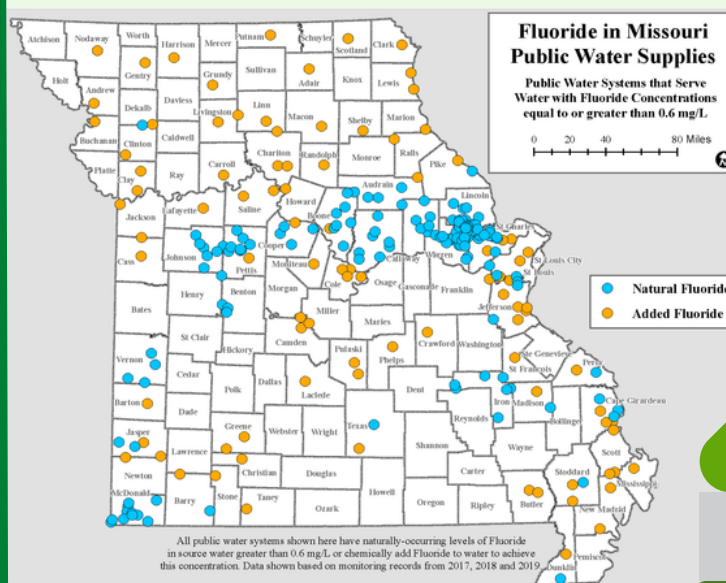 Fluoride in Missouri
Public Water Supplies
Public Water Systems that Serve
Water with Fluoride Concentrations
equal to or greater than 0.6 mg/L
0 20 40 80 Miles
Natural Fluoride
Added Fluoride
Atchison
Nodaway
Worth
Harrison
Mercer
Putnam
Schuyler
Scotland
Clark
Holt
Gentry
Grundy
Sullivan
Adair
Knox
Lewis
Andrew
Dekalb
Daviess
Livingston
Linn
Macon
Shelby
Marion
Buchanan
Clinton
Caldwell
Chariton
Randolph
Monroe
Ralls
Pike
Platte
Clay
Ray
Carroll
Audrain
Lincoln
Jackson
Lafayette
Saline
Howard
Boone
St Charles
Cass
Johnson
Pettis
Cooper
Moniteau
Cole
Callaway
Warren
St Louis City
St Louis
Bates
Henry
Benton
Morgan
Miller
Osage
Gasconade
Franklin
Jefferson
St Clair
Hickory
Camden
Maries
Pulaski
Phelps
Crawford
Washington
Ste Genevieve
St Francois
Perry
Vernon
Cedar
Polk
Dallas
Laclede
Dent
Iron
Madison
Cape Girardeau
Barton
Dade
Reynolds
Bollinger
Jasper
Greene
Webster
Wright
Texas
Shannon
Wayne
Scott
Lawrence
Christian
Douglas
Carter
Stoddard
Mississippi
Newton
McDonald
Barry
Stone
Taney
Ozark
Howell
Oregon
Ripley
Butler
New Madrid
Pemiscot
Dunklin
All public water systems shown here have naturally-occurring levels of Fluoride
in source water greater than 0.6 mg/L or chemically add Fluoride to water to achieve
this concentration. Data shown based on monitoring records from 2017, 2018 and 2019